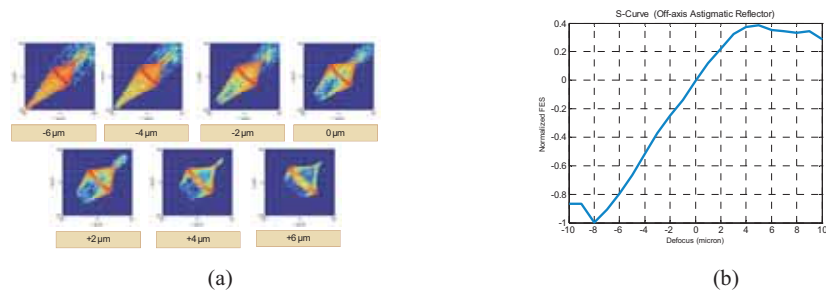 -6 µm
-4 µm
-2 µm
0 µm
+2 µm
+4 µm
+6 µm
(a)
S-Curve (Off-axis Astigmatic Reflector)
Normalized FES
0.4
0.2
0
-0.2
-0.4
-0.6
-0.8
-1
-10 -8 -6 -4 -2 0 2 4 6 8 10
Defocus (micron)
(b)